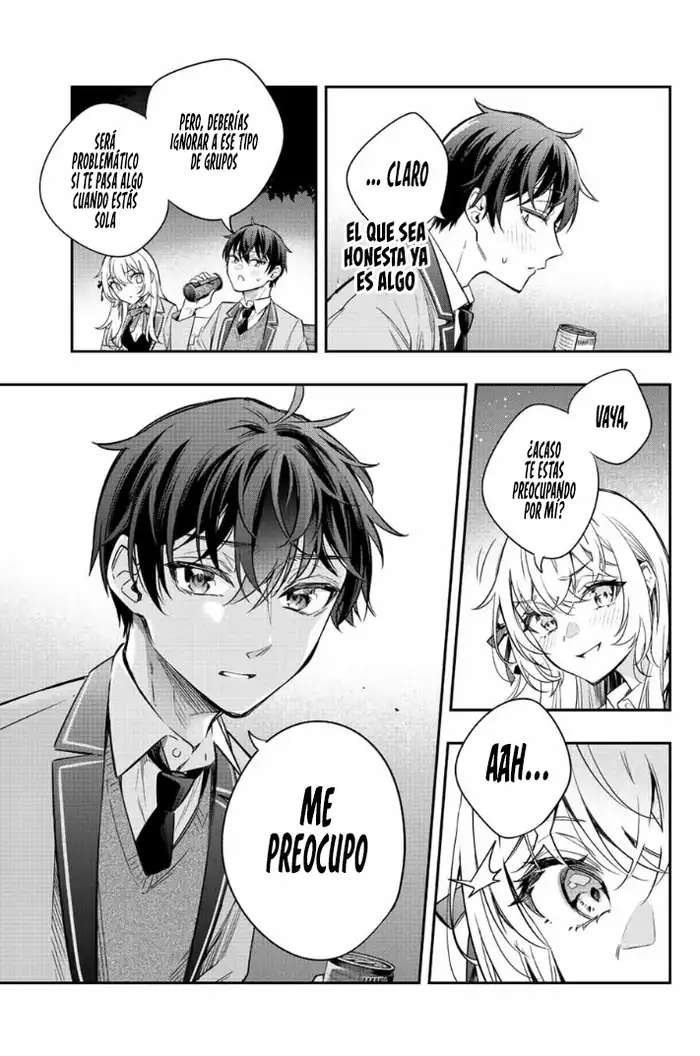 ... CLARO
EL QUE SEA
HONESTA YA
ES ALGO
PERO, DEBERÍAS
IGNORAR A ESE TIPO
DE GRUPOS
SERÁ
PROBLEMÁTICO
SI TE PASA ALGO
CUANDO ESTÁS
SOLA
VAYA,
¿ACASO
TE ESTAS
PREOCUPANDO
POR MÍ?
AAH...
ME
PREOCUPO